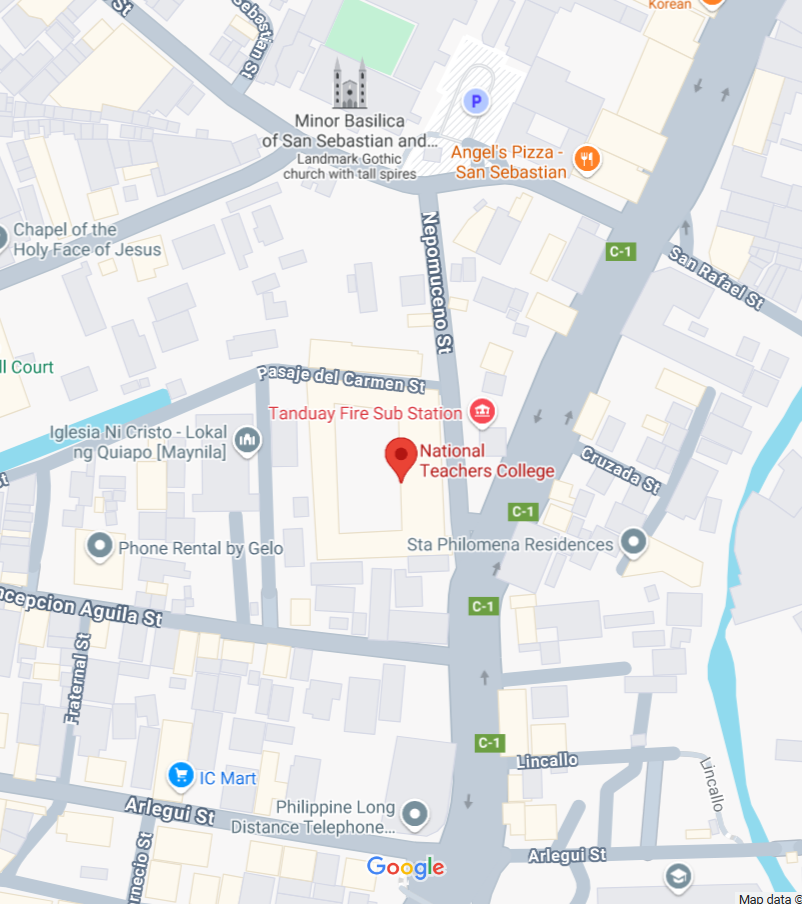 Korean
St
Sebastian St
P
Minor Basilica
of San Sebastian and...
Landmark Gothic
church with tall spires
Angel's Pizza -
San Sebastian
Chapel of the
Holy Face of Jesus
Nepomuceno St
C-1
San Rafael St
ll Court
Pasaje del Carmen St
Tanduay Fire Sub Station
Iglesia Ni Cristo - Lokal
ng Quiapo [Maynila]
National
Teachers College
Cruzada St
St
C-1
Phone Rental by Gelo
Sta Philomena Residences
ncepcion Aguila St
C-1
Fraternal St
C-1
Lincallo
Lincallo
IC Mart
Arlegui St
Philippine Long
Distance Telephone...
Arlegui St
rnecio St
Google
Map data ©